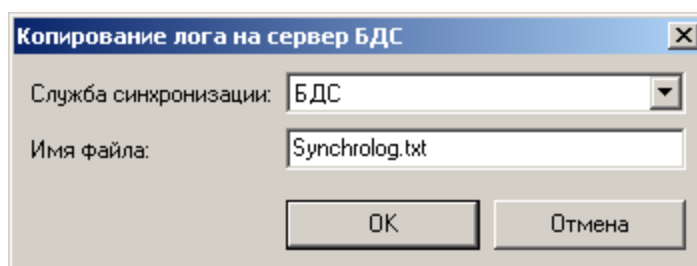 Копирование лога на сервер БДС
Служба синхронизации: БДС
Имя файла: Synchrolog.txt
OK Отмена